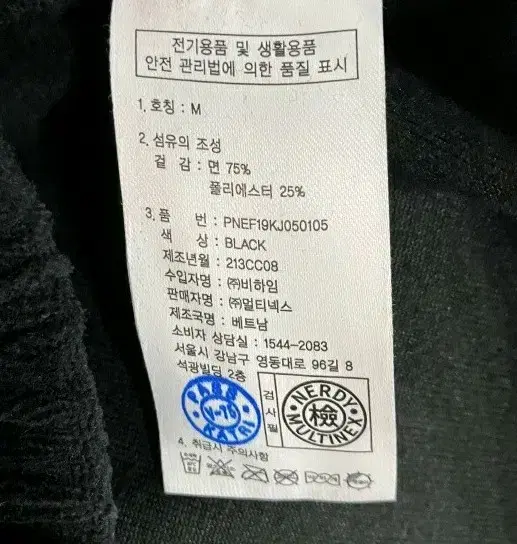 전기용품 및 생활용품
안전 관리법에 의한 품질 표시
1. 호칭 : M
2. 섬유의 조성
겉 감 : 면 75%
폴리에스터 25%
3. 품 번 : PNEF19KJ050105
색 상 : BLACK
제조년월 : 213CC08
수입자명 : ㈜비하임
판매자명 : ㈜멀티넥스
제조국명 : 베트남
소비자 상담실 : 1544-2083
서울시 강남구 영동대로 96길 8
석광빌딩 2층
PASS
V-75
KATRI
검사필
NERDY
檢
MULTINEX
4. 취급시 주의사항